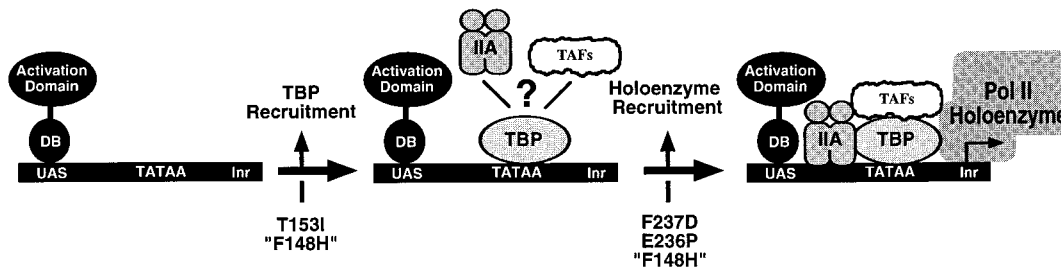 Activation
Domain
DB
UAS
TATAA
Inr
TBP
Recruitment
T153I
"F148H"
Activation
Domain
DB
IIA
TAFs
?
TBP
UAS
TATAA
Inr
Holoenzyme
Recruitment
F237D
E236P
"F148H"
Activation
Domain
DB
IIA
TAFs
TBP
Pol II
Holoenzyme
UAS
TATAA
Inr